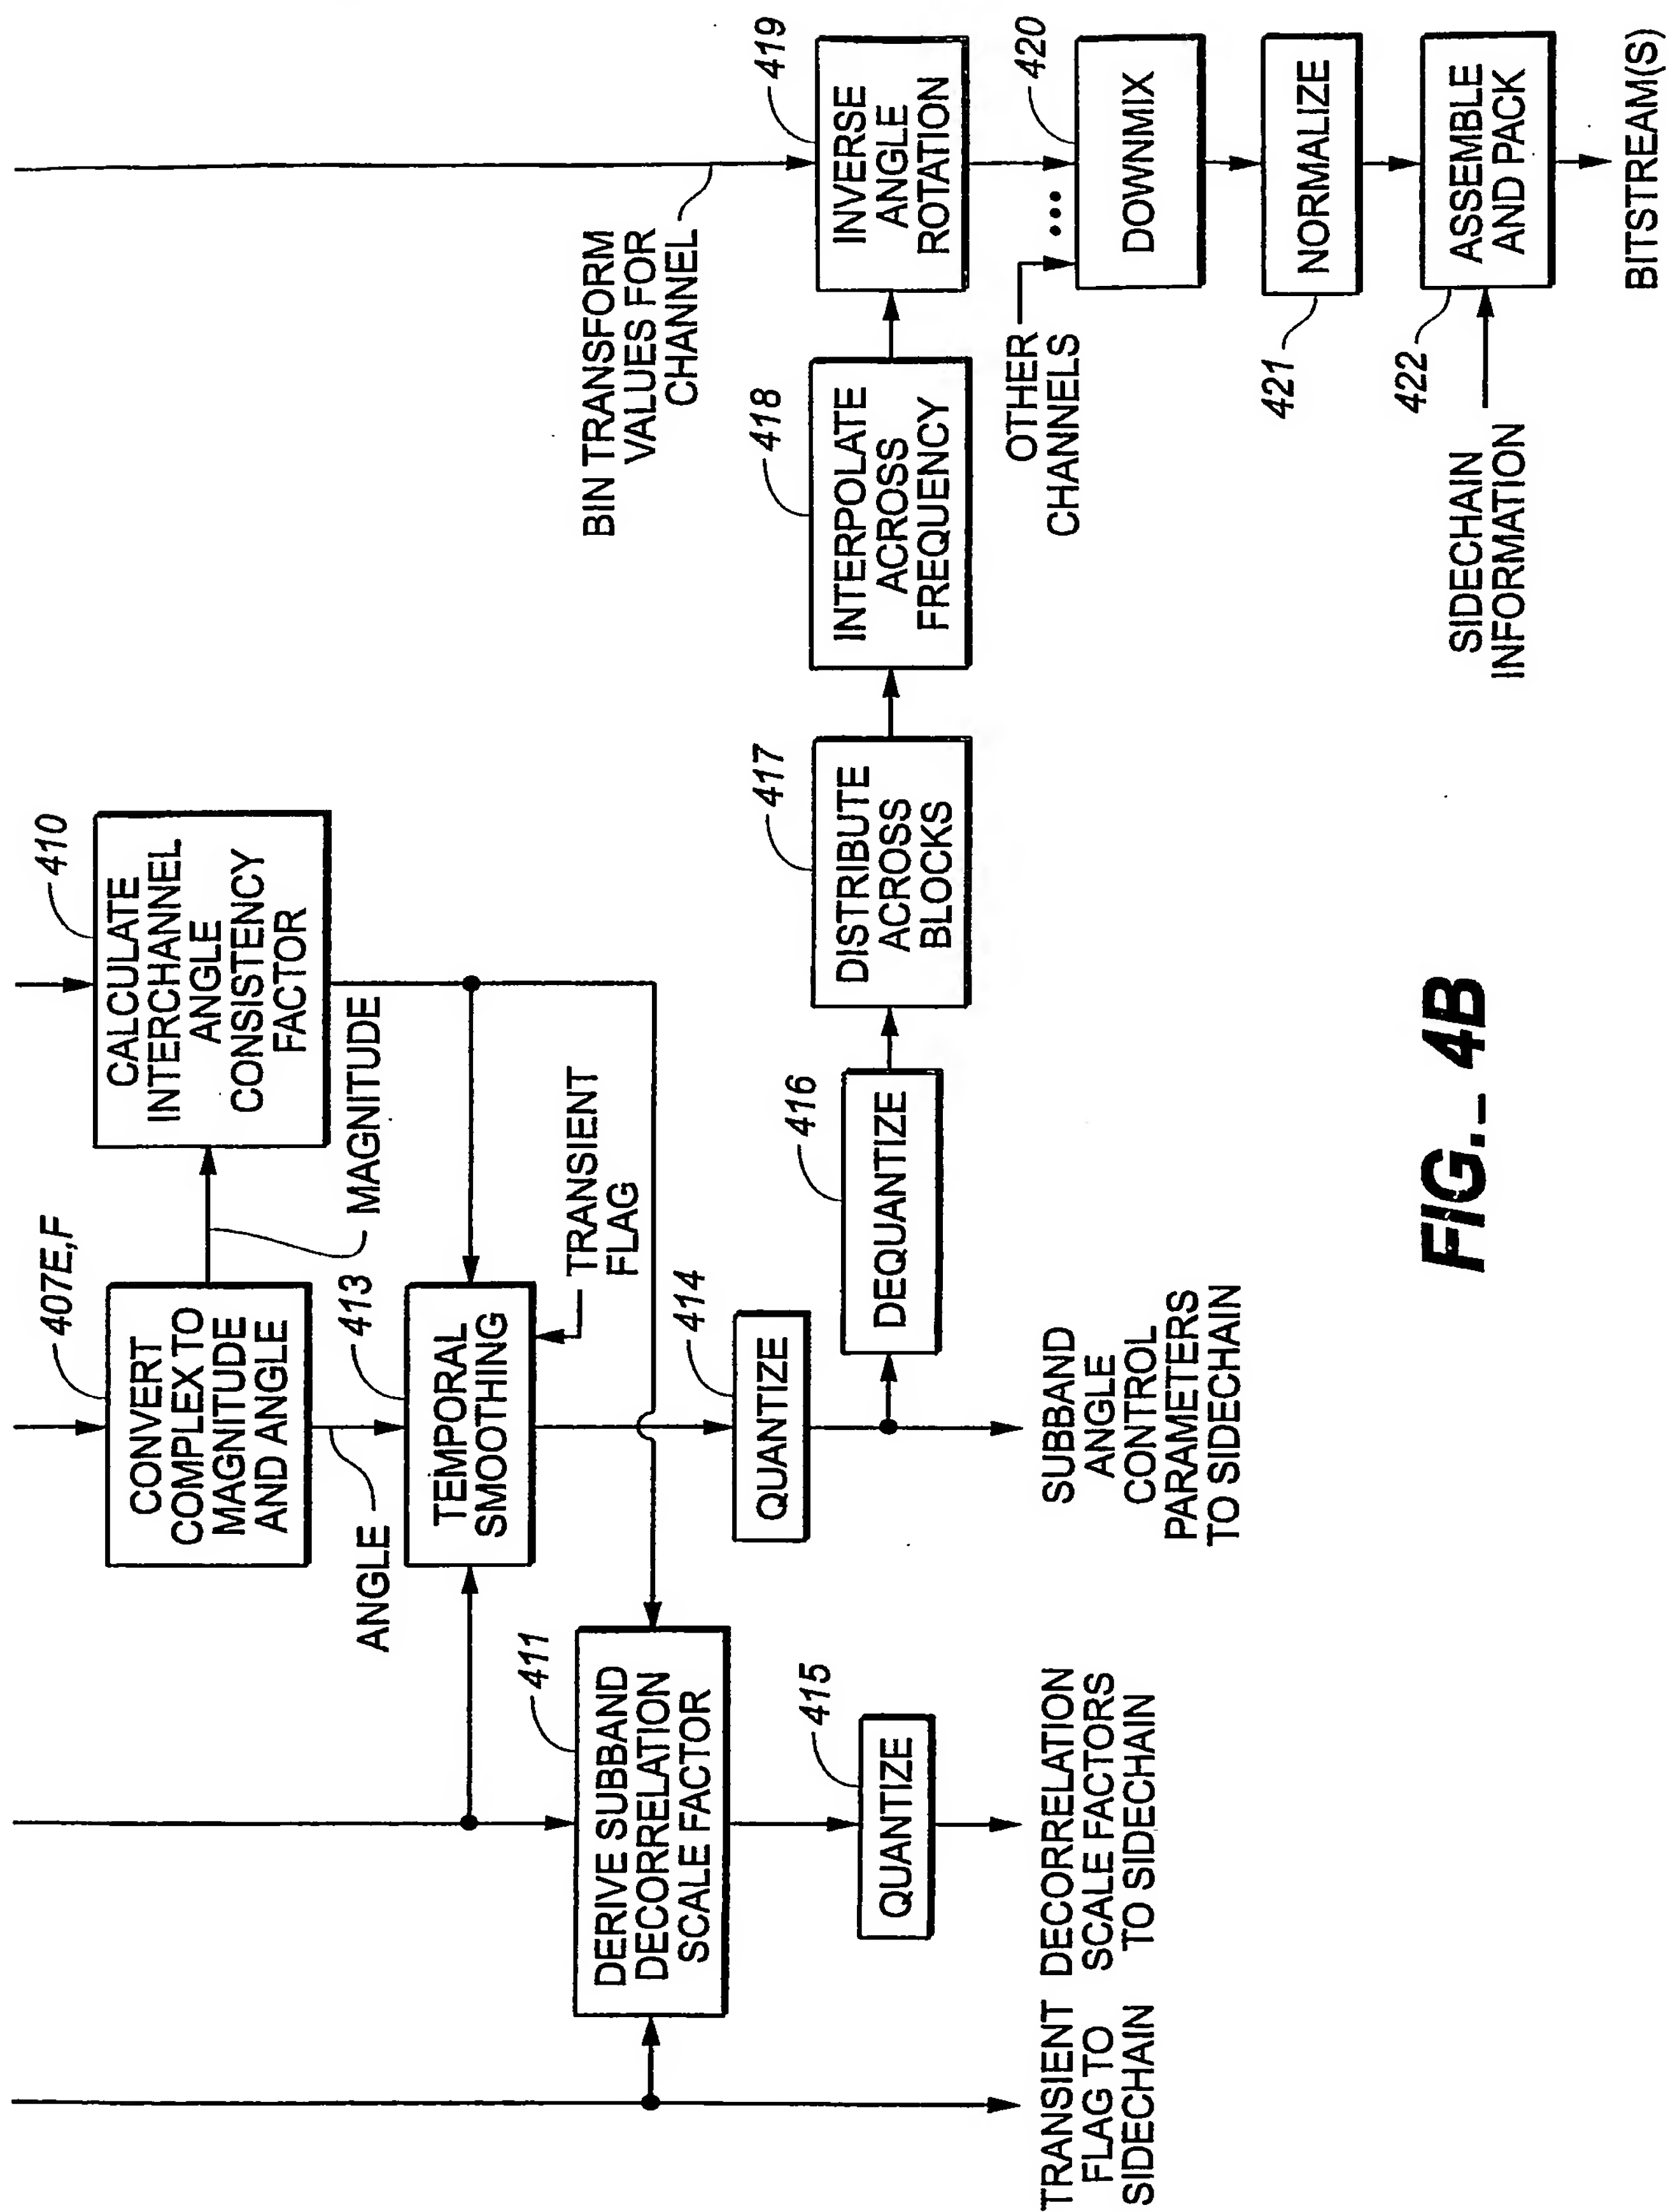 407E,F
CONVERT
COMPLEX TO
MAGNITUDE
AND ANGLE
410
CALCULATE
INTERCHANNEL
ANGLE
CONSISTENCY
FACTOR
MAGNITUDE
ANGLE
413
TEMPORAL
SMOOTHING
TRANSIENT
FLAG
411
DERIVE SUBBAND
DECORRELATION
SCALE FACTOR
414
QUANTIZE
415
QUANTIZE
416
DEQUANTIZE
417
DISTRIBUTE
ACROSS
BLOCKS
418
INTERPOLATE
ACROSS
FREQUENCY
BIN TRANSFORM
VALUES FOR
CHANNEL
419
INVERSE
ANGLE
ROTATION
OTHER
CHANNELS
...
420
DOWNMIX
421
NORMALIZE
422
ASSEMBLE
AND PACK
SIDECHAIN
INFORMATION
BITSTREAM(S)
TRANSIENT
FLAG TO
SIDECHAIN
DECORRELATION
SCALE FACTORS
TO SIDECHAIN
SUBBAND
ANGLE
CONTROL
PARAMETERS
TO SIDECHAIN
FIG._ 4B